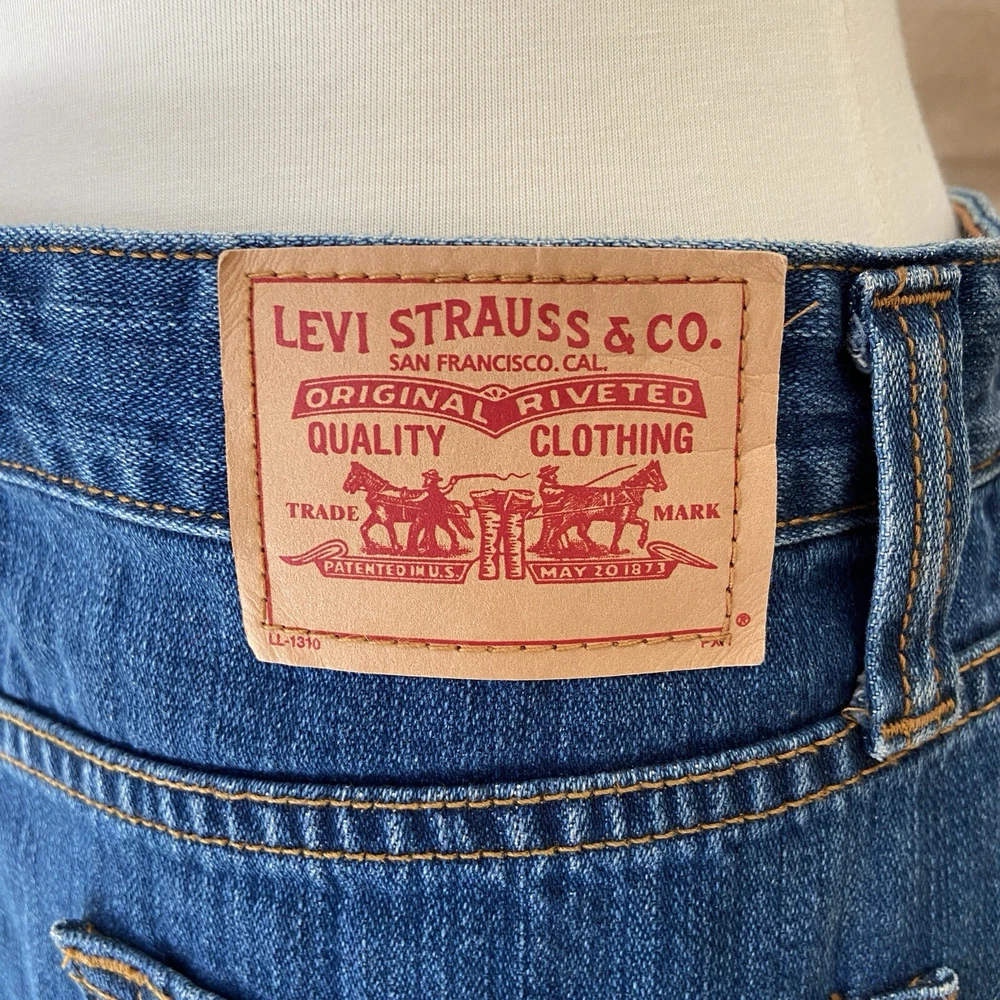 LEVI STRAUSS & CO.
SAN FRANCISCO. CAL.
ORIGINAL RIVETED
QUALITY CLOTHING
TRADE MARK
PATENTED IN U.S. MAY 20 1873
®
LL-1310